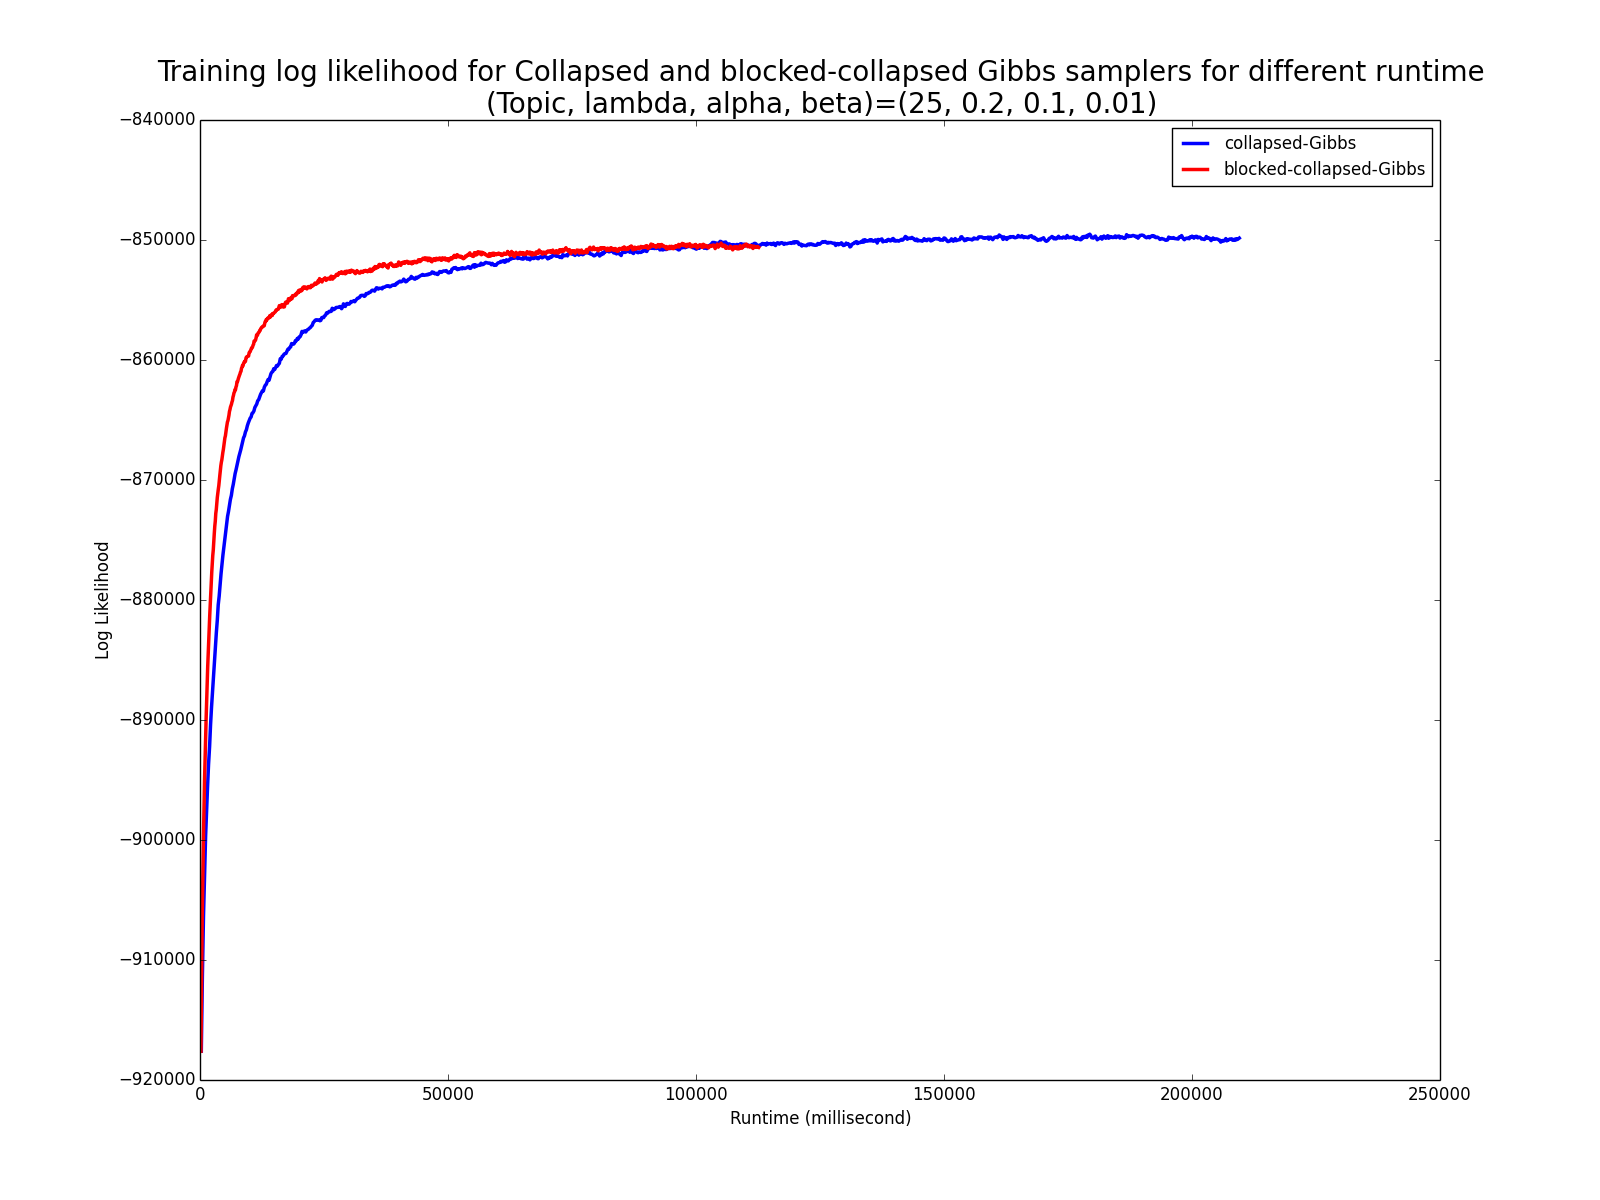 Training log likelihood for Collapsed and blocked-collapsed Gibbs samplers for different runtime
(Topic, lambda, alpha, beta)=(25, 0.2, 0.1, 0.01)
collapsed-Gibbs
blocked-collapsed-Gibbs
−840000
−850000
−860000
−870000
−880000
−890000
−900000
−910000
−920000
Log Likelihood
0 50000 100000 150000 200000 250000
Runtime (millisecond)